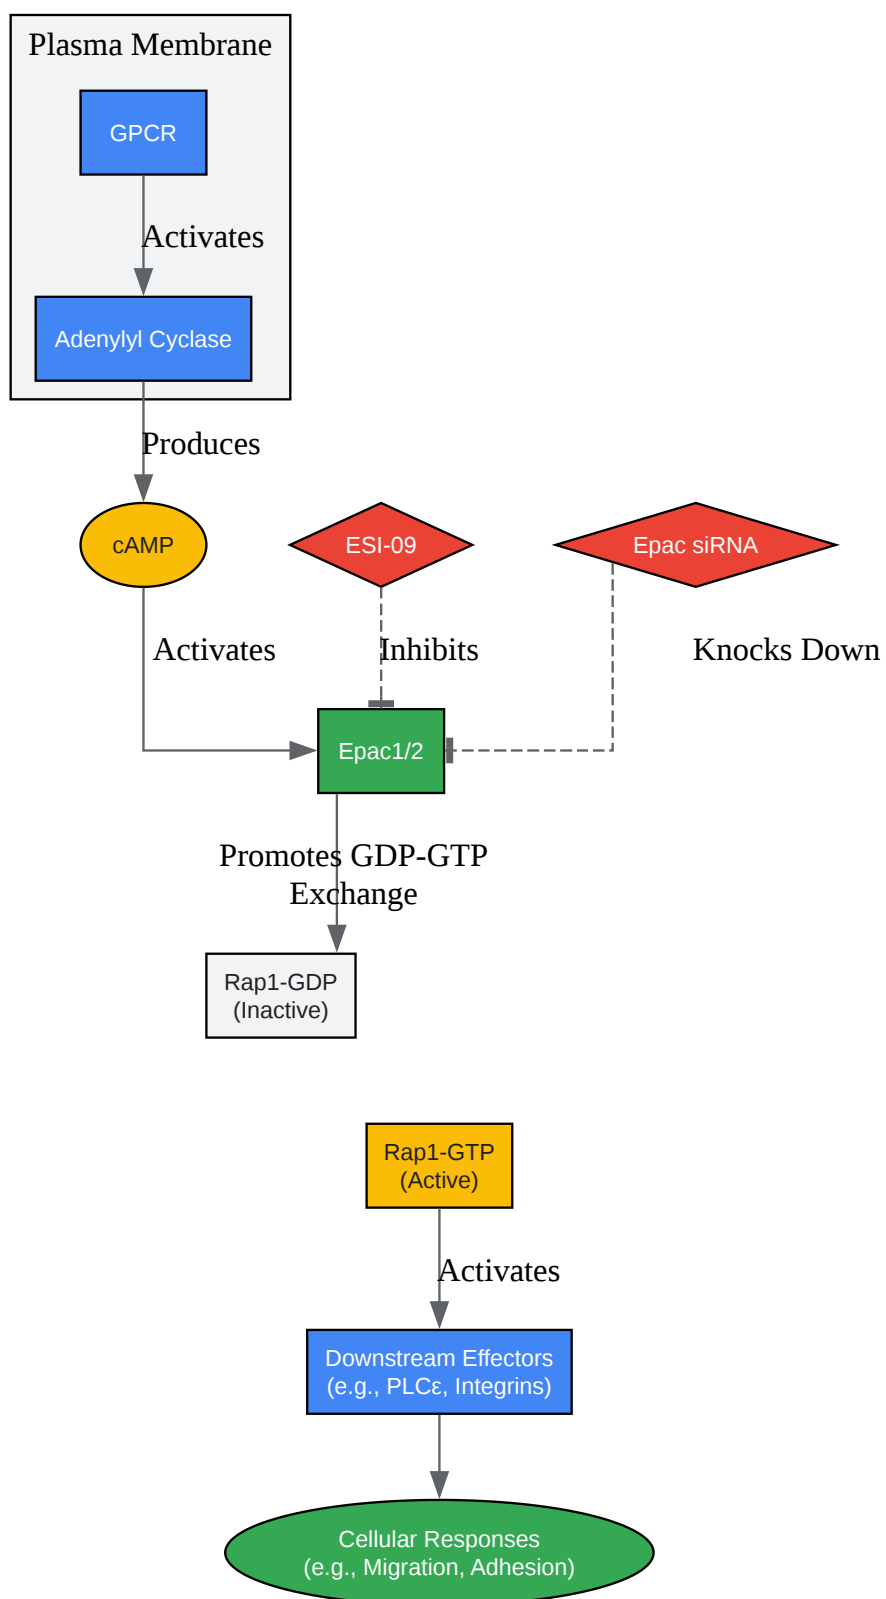 Plasma Membrane
GPCR
Activates
Adenylyl Cyclase
Produces
cAMP
ESI-09
Epac siRNA
Activates
Inhibits
Knocks Down
Epac1/2
Promotes GDP-GTP
Exchange
Rap1-GDP
(Inactive)
Rap1-GTP
(Active)
Activates
Downstream Effectors
(e.g., PLCε, Integrins)
Cellular Responses
(e.g., Migration, Adhesion)